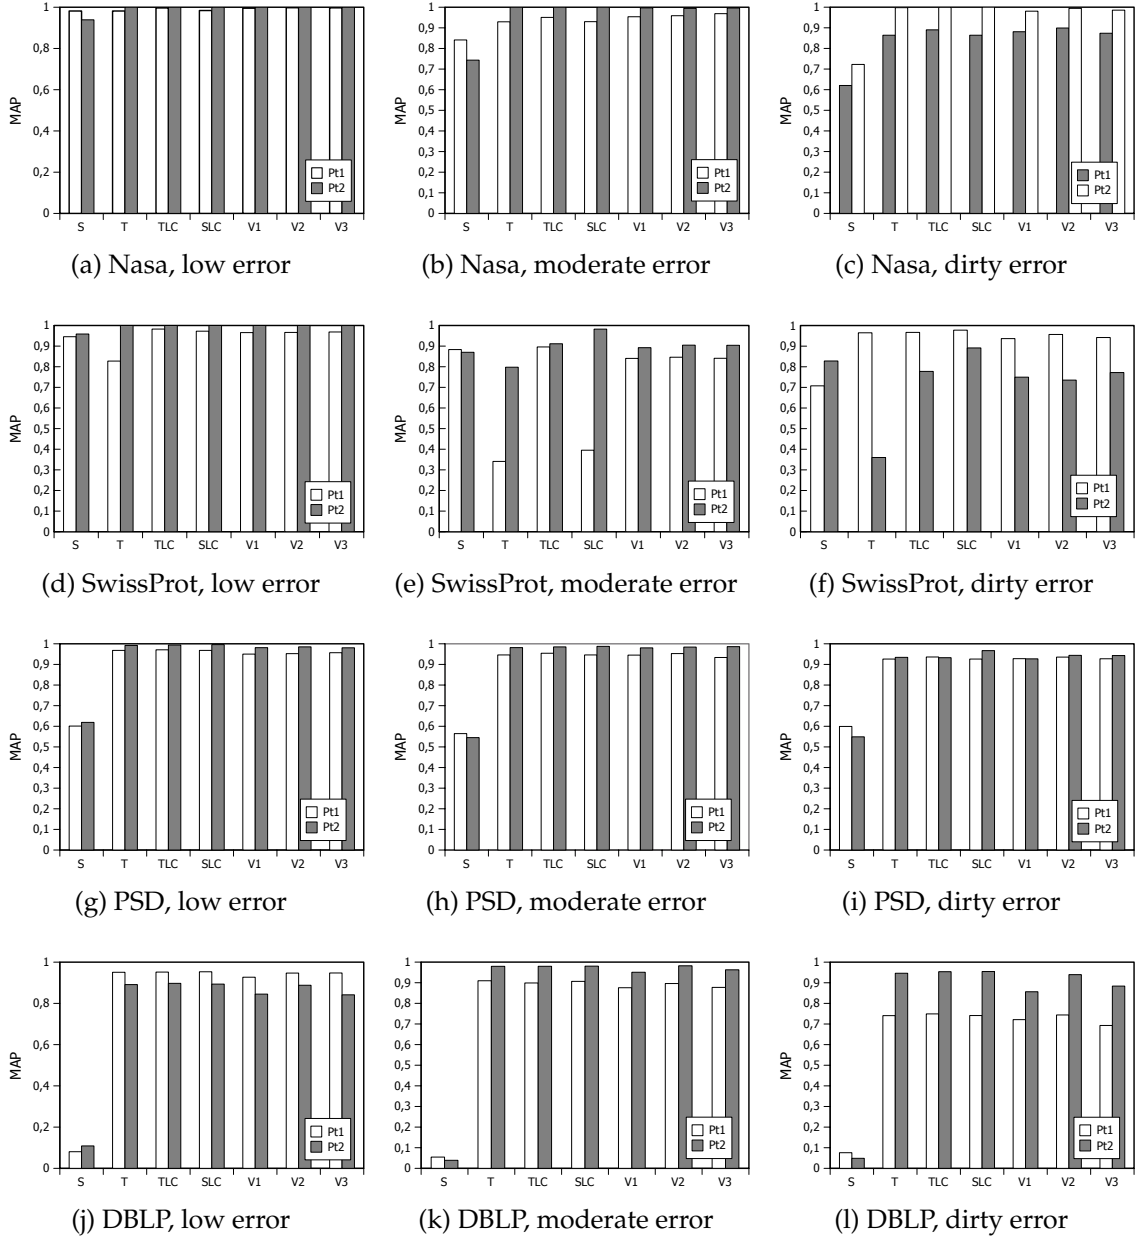 MAP
1
0,8
0,6
0,4
0,2
0
S T TLC SLC V1 V2 V3
Pt1
Pt2
(a) Nasa, low error
MAP
1
0,9
0,8
0,7
0,6
0,5
0,4
0,3
0,2
0,1
0
S T TLC SLC V1 V2 V3
Pt1
Pt2
(b) Nasa, moderate error
MAP
1
0,9
0,8
0,7
0,6
0,5
0,4
0,3
0,2
0,1
0
S T TLC SLC V1 V2 V3
Pt1
Pt2
(c) Nasa, dirty error
MAP
1
0,9
0,8
0,7
0,6
0,5
0,4
0,3
0,2
0,1
0
S T TLC SLC V1 V2 V3
Pt1
Pt2
(d) SwissProt, low error
MAP
1
0,9
0,8
0,7
0,6
0,5
0,4
0,3
0,2
0,1
0
S T TLC SLC V1 V2 V3
Pt1
Pt2
(e) SwissProt, moderate error
MAP
1
0,9
0,8
0,7
0,6
0,5
0,4
0,3
0,2
0,1
0
S T TLC SLC V1 V2 V3
Pt1
Pt2
(f) SwissProt, dirty error
MAP
1
0,9
0,8
0,7
0,6
0,5
0,4
0,3
0,2
0,1
0
S T TLC SLC V1 V2 V3
Pt1
Pt2
(g) PSD, low error
MAP
1
0,9
0,8
0,7
0,6
0,5
0,4
0,3
0,2
0,1
0
S T TLC SLC V1 V2 V3
Pt1
Pt2
(h) PSD, moderate error
MAP
1
0,9
0,8
0,7
0,6
0,5
0,4
0,3
0,2
0,1
0
S T TLC SLC V1 V2 V3
Pt1
Pt2
(i) PSD, dirty error
MAP
1
0,8
0,6
0,4
0,2
0
S T TLC SLC V1 V2 V3
Pt1
Pt2
(j) DBLP, low error
MAP
1
0,9
0,8
0,7
0,6
0,5
0,4
0,3
0,2
0,1
0
S T TLC SLC V1 V2 V3
Pt1
Pt2
(k) DBLP, moderate error
MAP
1
0,9
0,8
0,7
0,6
0,5
0,4
0,3
0,2
0,1
0
S T TLC SLC V1 V2 V3
Pt1
Pt2
(l) DBLP, dirty error